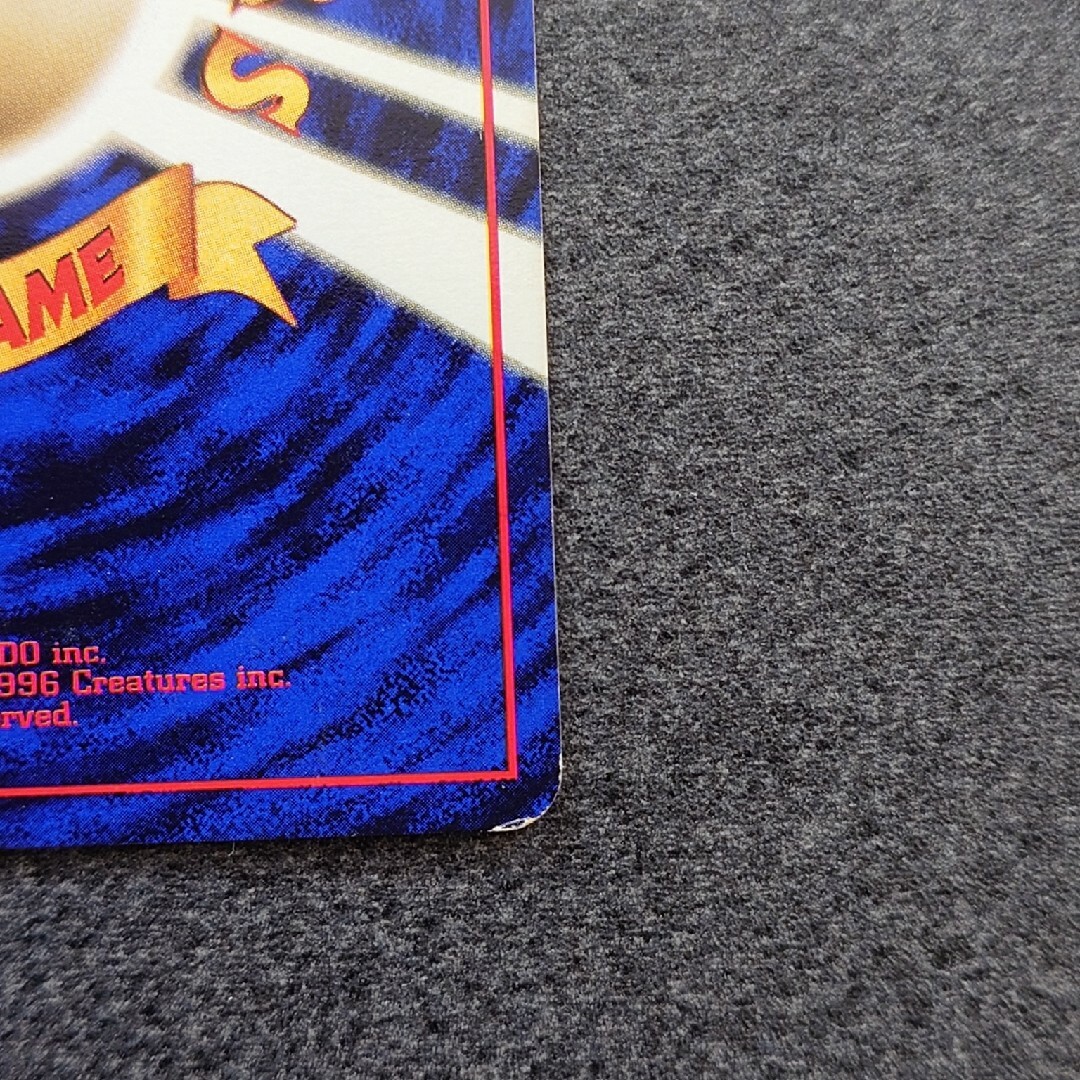 S
AME
DO inc.
996 Creatures inc.
rved.